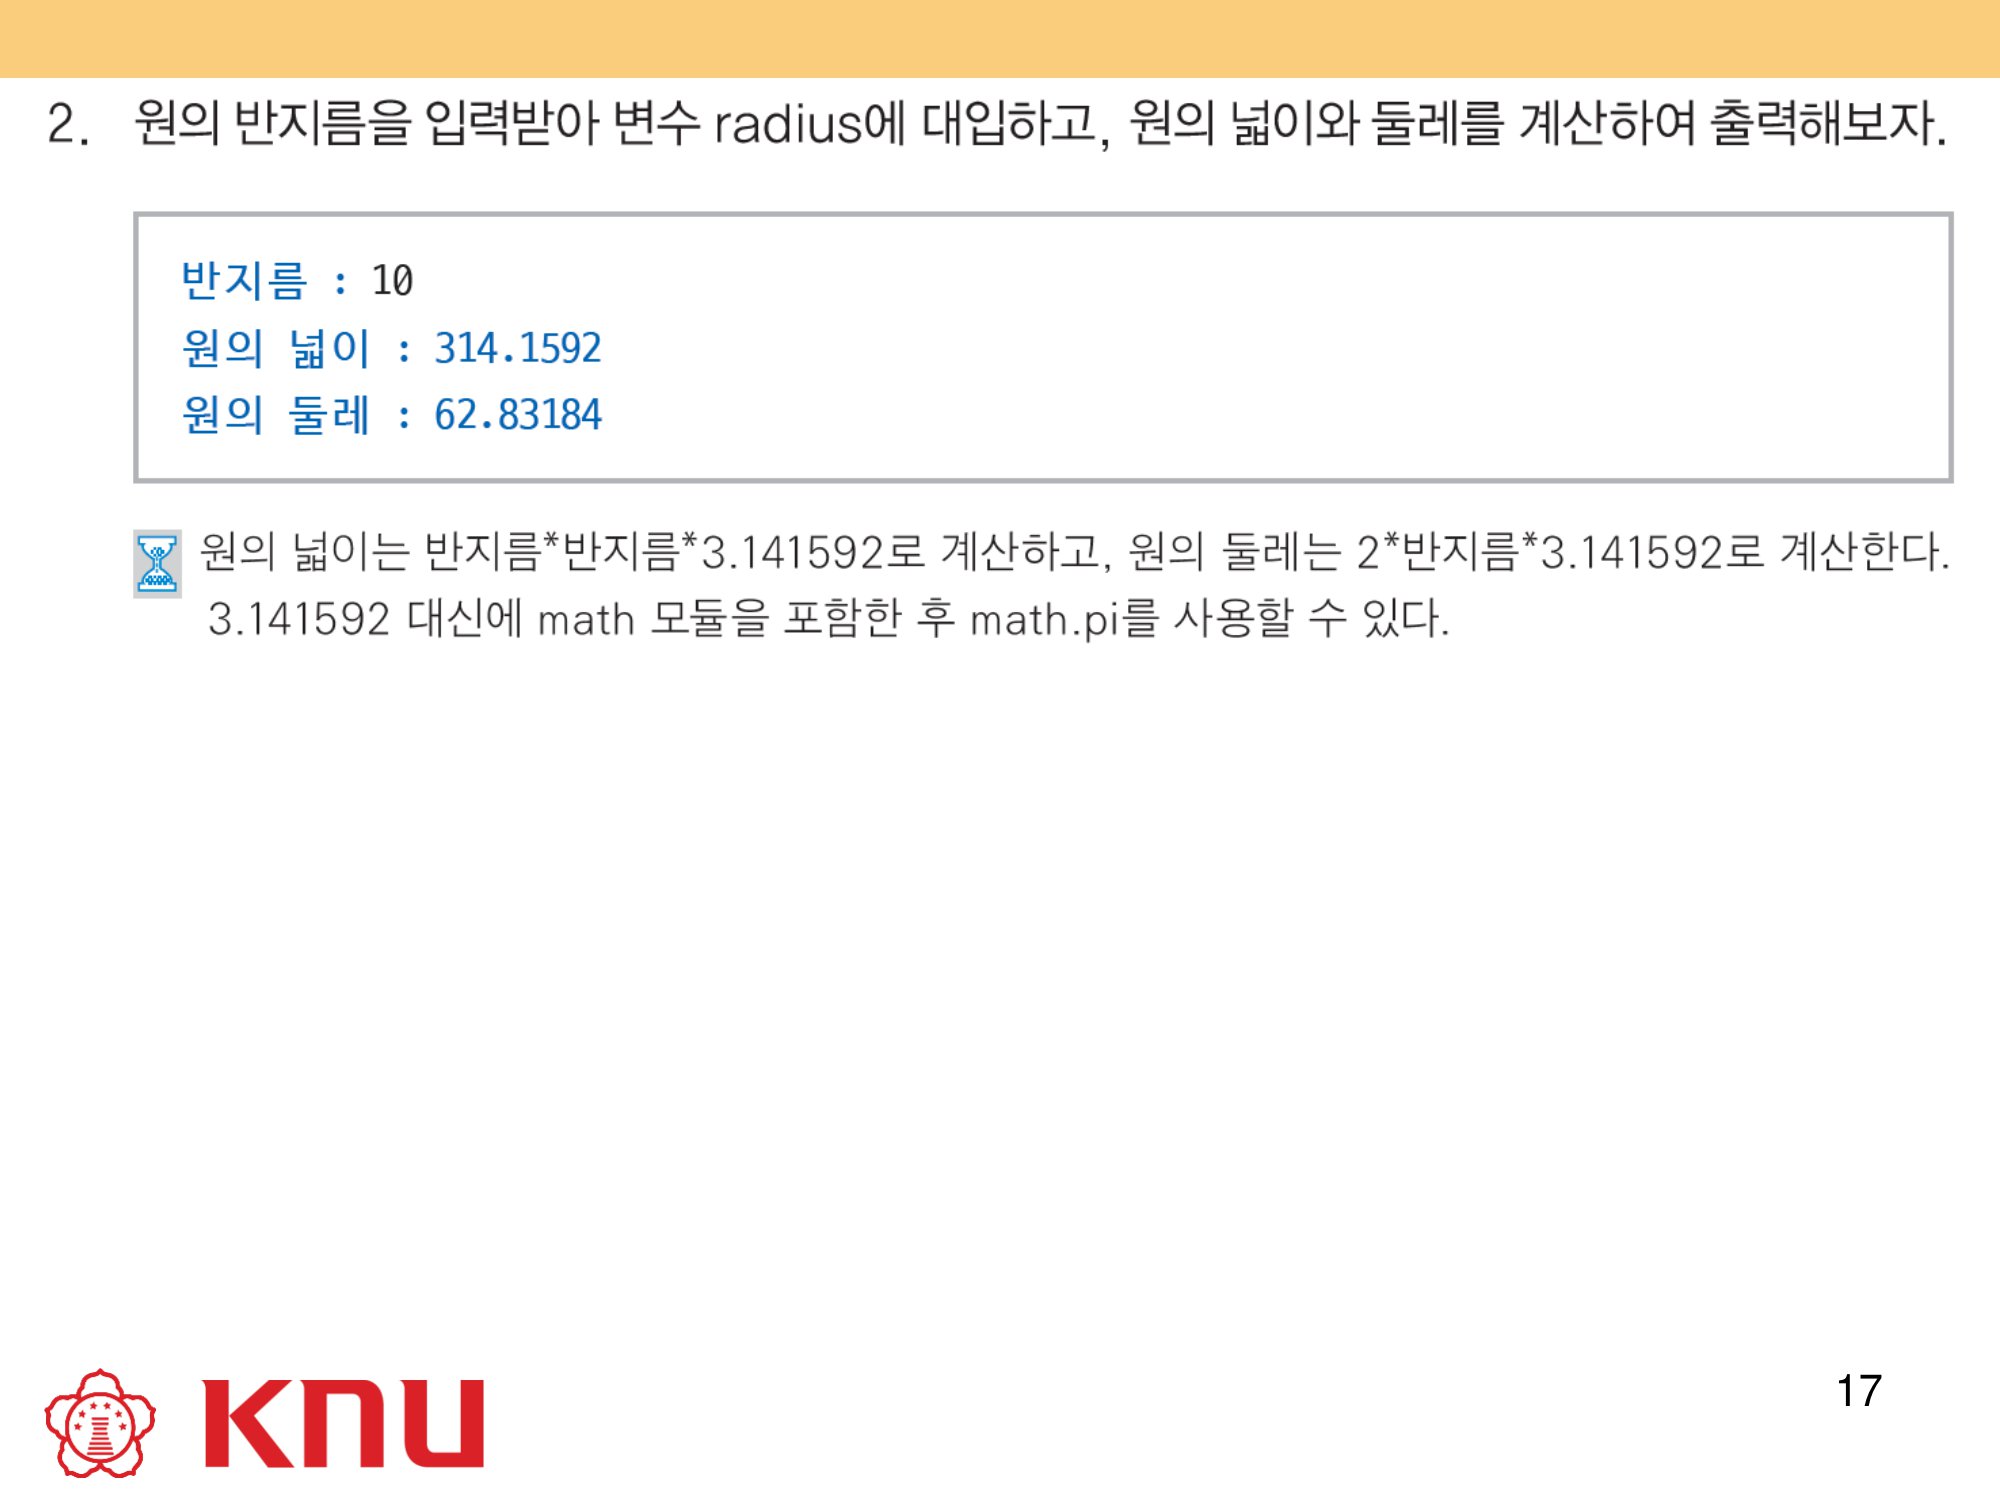 2. 원의 반지름을 입력받아 변수 radius에 대입하고, 원의 넓이와 둘레를 계산하여 출력해보자.
반지름 : 10
원의 넓이 : 314.1592
원의 둘레 : 62.83184
원의 넓이는 반지름*반지름*3.141592로 계산하고, 원의 둘레는 2*반지름*3.141592로 계산한다.
3.141592 대신에 math 모듈을 포함한 후 math.pi를 사용할 수 있다.
KNU
17